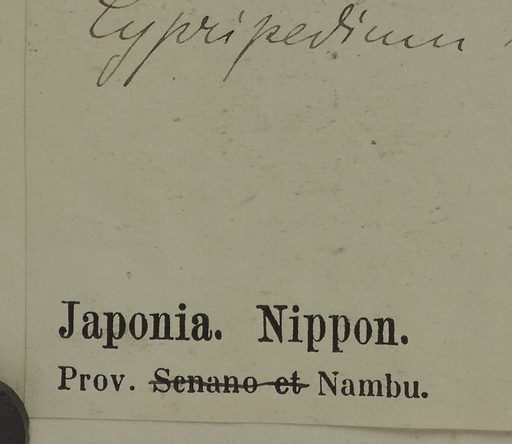 Cypripedium
Japonia. Nippon.
Prov. Senano et Nambu.